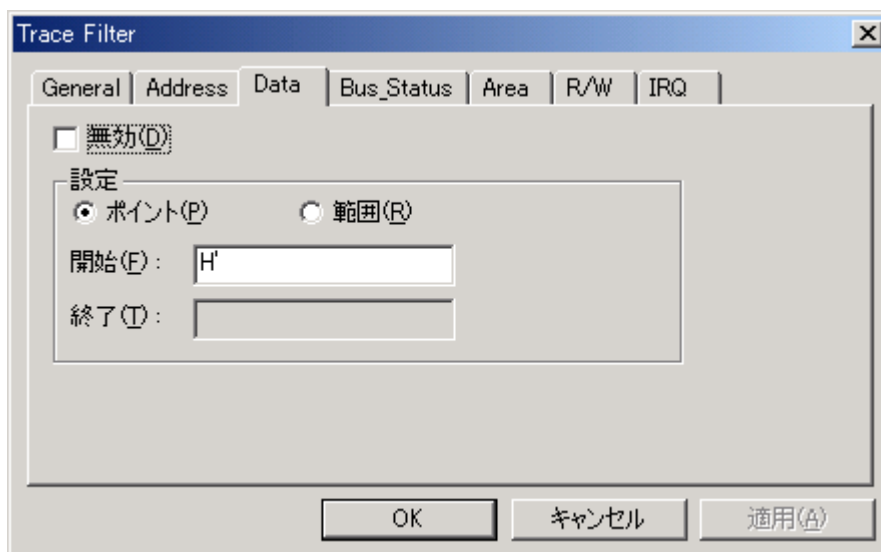 Trace Filter
General Address Data Bus_Status Area R/W IRQ
無効(D)
設定
ポイント(P) 範囲(R)
開始(F):
H'
終了(T):
OK キャンセル 適用(A)